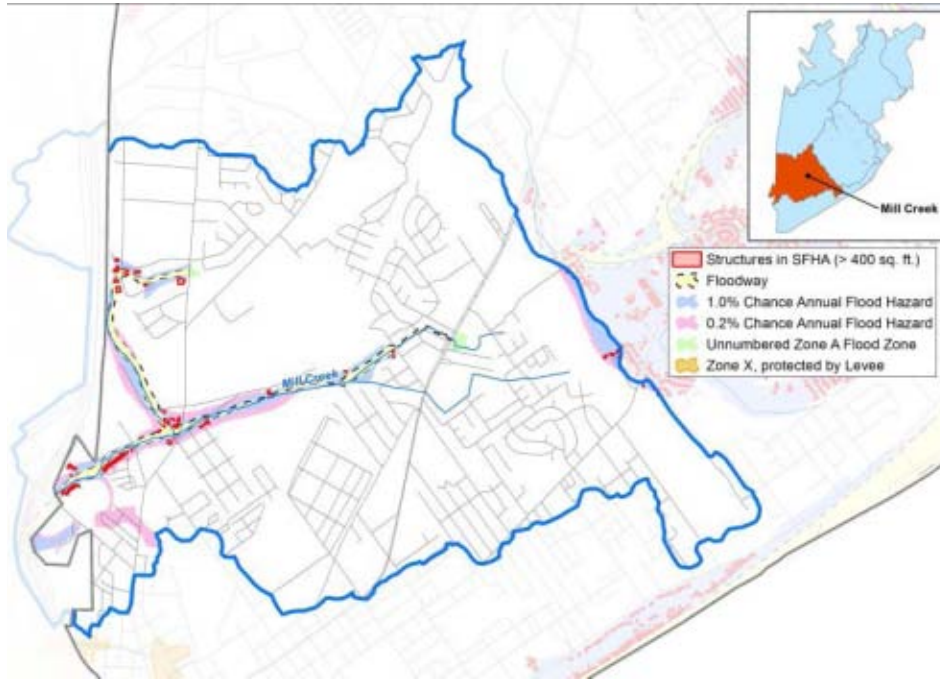 Mill Creek
Structures in SFHA (> 400 sq. ft.)
Floodway
1.0% Chance Annual Flood Hazard
0.2% Chance Annual Flood Hazard
Unnumbered Zone A Flood Zone
Zone X, protected by Levee
Mill Creek